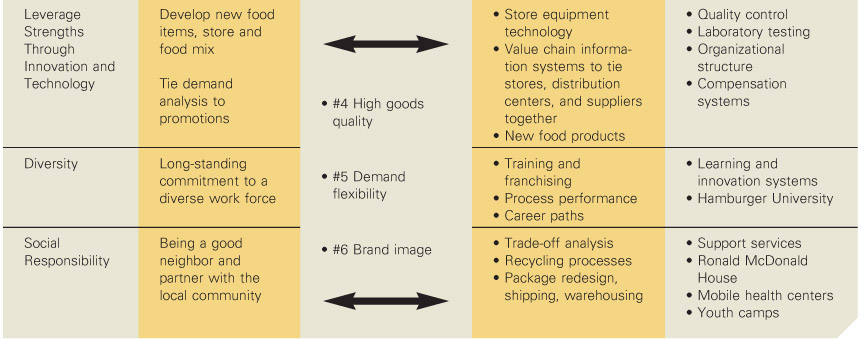 Leverage
Strengths
Through
Innovation and
Technology
Develop new food
items, store and
food mix
Tie demand
analysis to
promotions
• #4 High goods
quality
• Store equipment
technology
• Value chain informa-
tion systems to tie
stores, distribution
centers, and suppliers
together
• New food products
• Quality control
• Laboratory testing
• Organizational
structure
• Compensation
systems
Diversity
Long-standing
commitment to a
diverse work force
• #5 Demand
flexibility
• Training and
franchising
• Process performance
• Career paths
• Learning and
innovation systems
• Hamburger University
Social
Responsibility
Being a good
neighbor and
partner with the
local community
• #6 Brand image
• Trade-off analysis
• Recycling processes
• Package redesign,
shipping, warehousing
• Support services
• Ronald McDonald
House
• Mobile health centers
• Youth camps